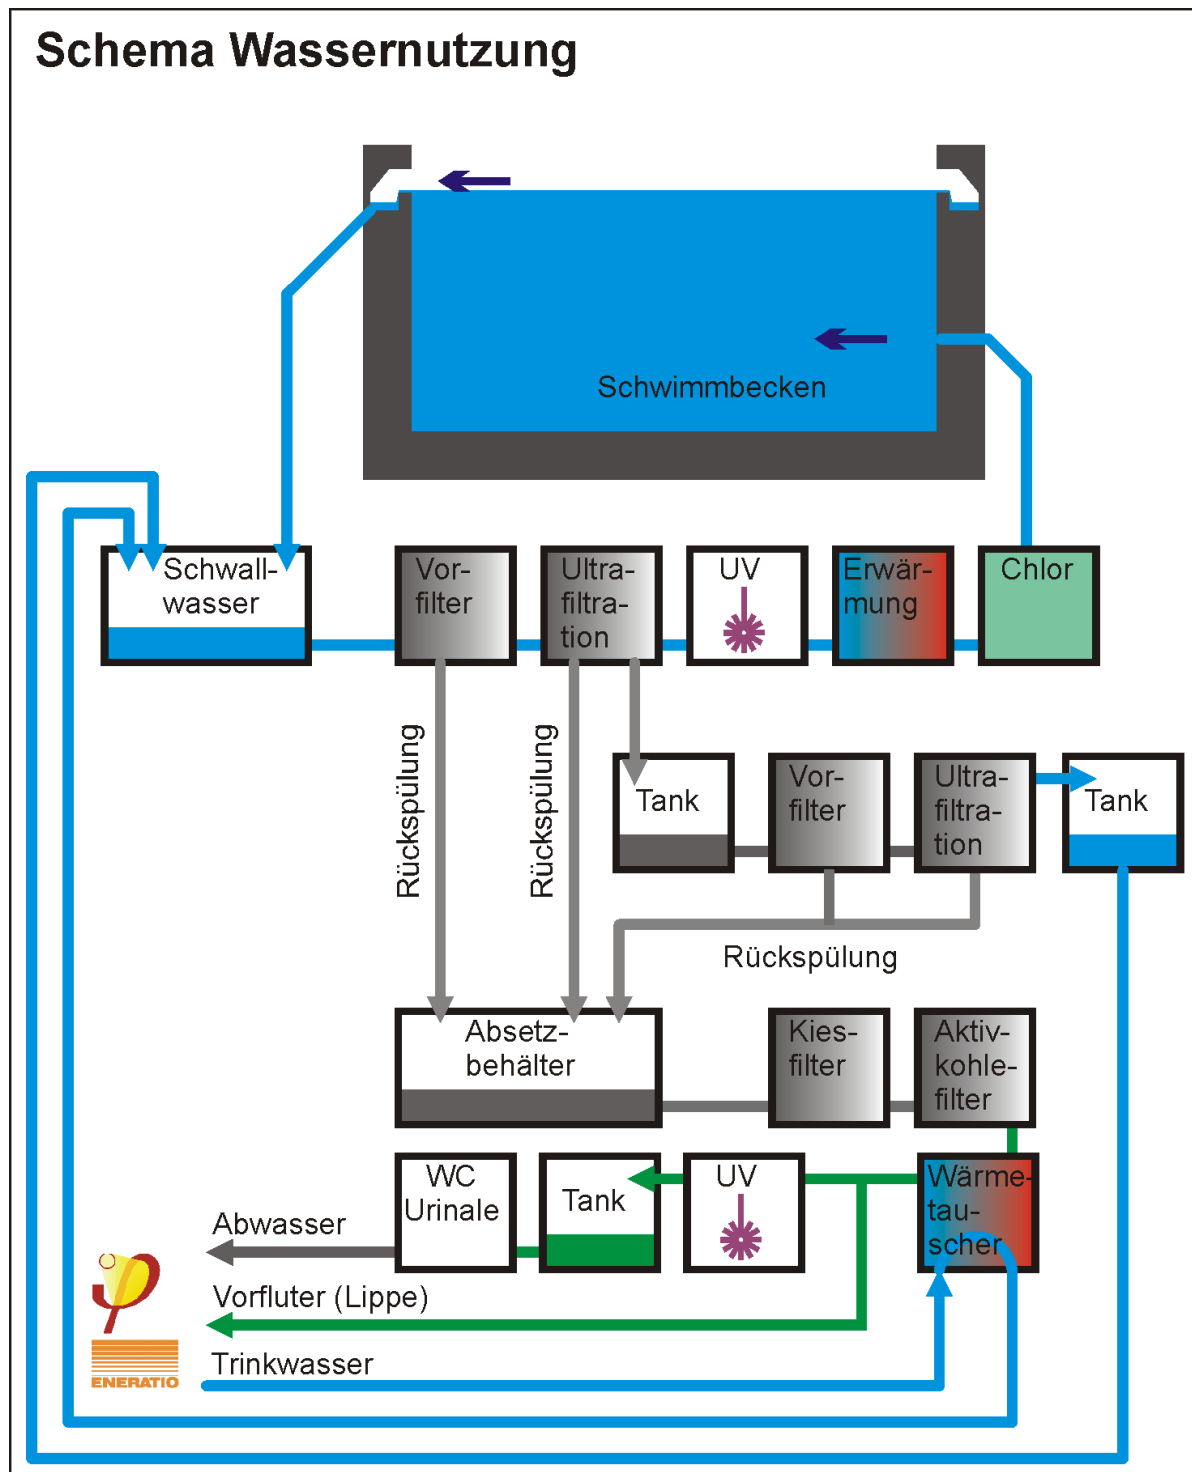 Schema Wassernutzung
Schwimmbecken
Schwall-
wasser
Vor-
filter
Ultra-
filtra-
tion
UV
Erwär-
mung
Chlor
Rückspülung
Rückspülung
Tank
Vor-
filter
Ultra-
filtra-
tion
Tank
Rückspülung
Absetz-
behälter
Kies-
filter
Aktiv-
kohle-
filter
WC
Urinale
Tank
UV
Wärme-
tau-
scher
Abwasser
Vorfluter (Lippe)
Trinkwasser
ENERATIO